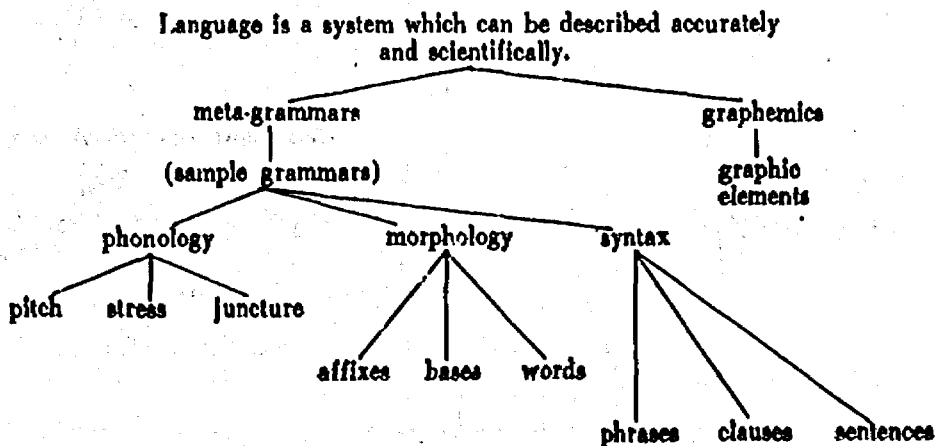 Language is a system which can be described accurately
and scientifically.
meta-grammars graphemics
(sample grammars) graphic
elements
phonology morphology syntax
pitch stress juncture
affixes bases words
phrases clauses sentences